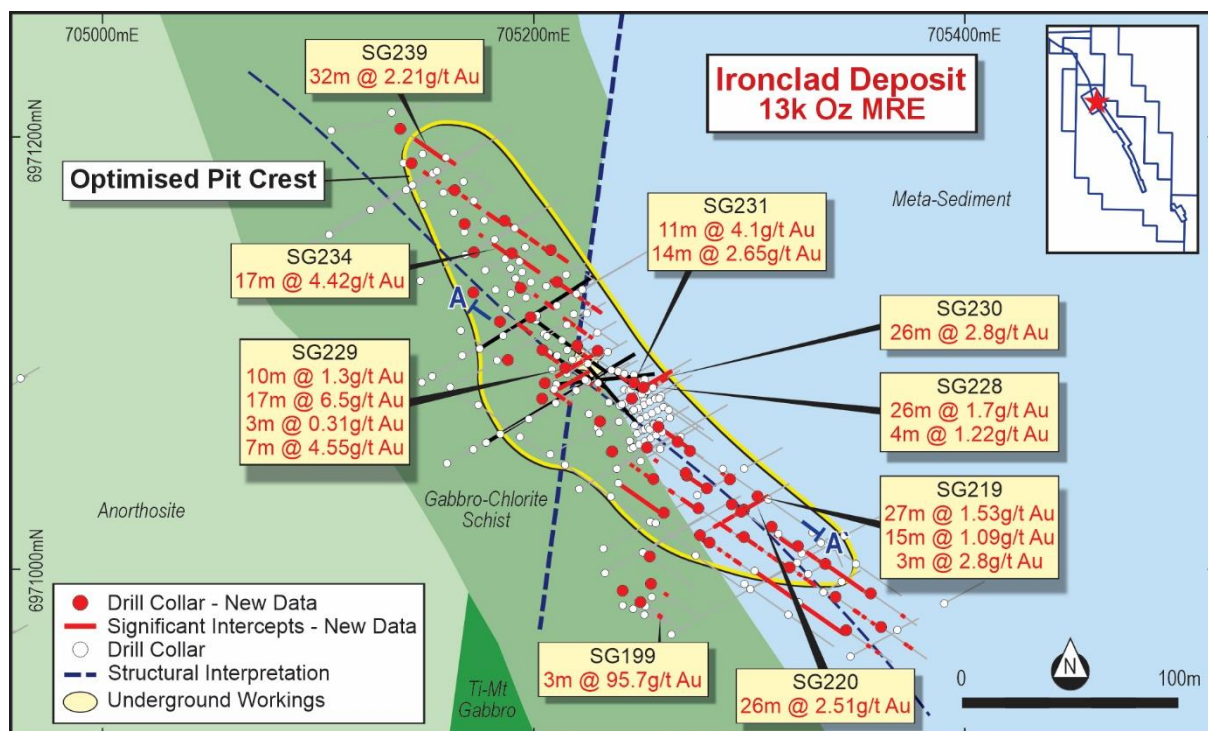 705000mE
705200mE
705400mE
6971200mN
6971000mN
SG239
32m @ 2.21g/t Au
Ironclad Deposit
13k Oz MRE
Optimised Pit Crest
SG231
11m @ 4.1g/t Au
14m @ 2.65g/t Au
Meta-Sediment
SG234
17m @ 4.42g/t Au
A
SG230
26m @ 2.8g/t Au
SG229
10m @ 1.3g/t Au
17m @ 6.5g/t Au
3m @ 0.31g/t Au
7m @ 4.55g/t Au
SG228
26m @ 1.7g/t Au
4m @ 1.22g/t Au
Anorthosite
Gabbro-Chlorite
Schist
SG219
27m @ 1.53g/t Au
15m @ 1.09g/t Au
3m @ 2.8g/t Au
A'
Drill Collar - New Data
Significant Intercepts - New Data
Drill Collar
Structural Interpretation
Underground Workings
Ti-Mt
Gabbro
SG199
3m @ 95.7g/t Au
SG220
26m @ 2.51g/t Au
N
0
100m